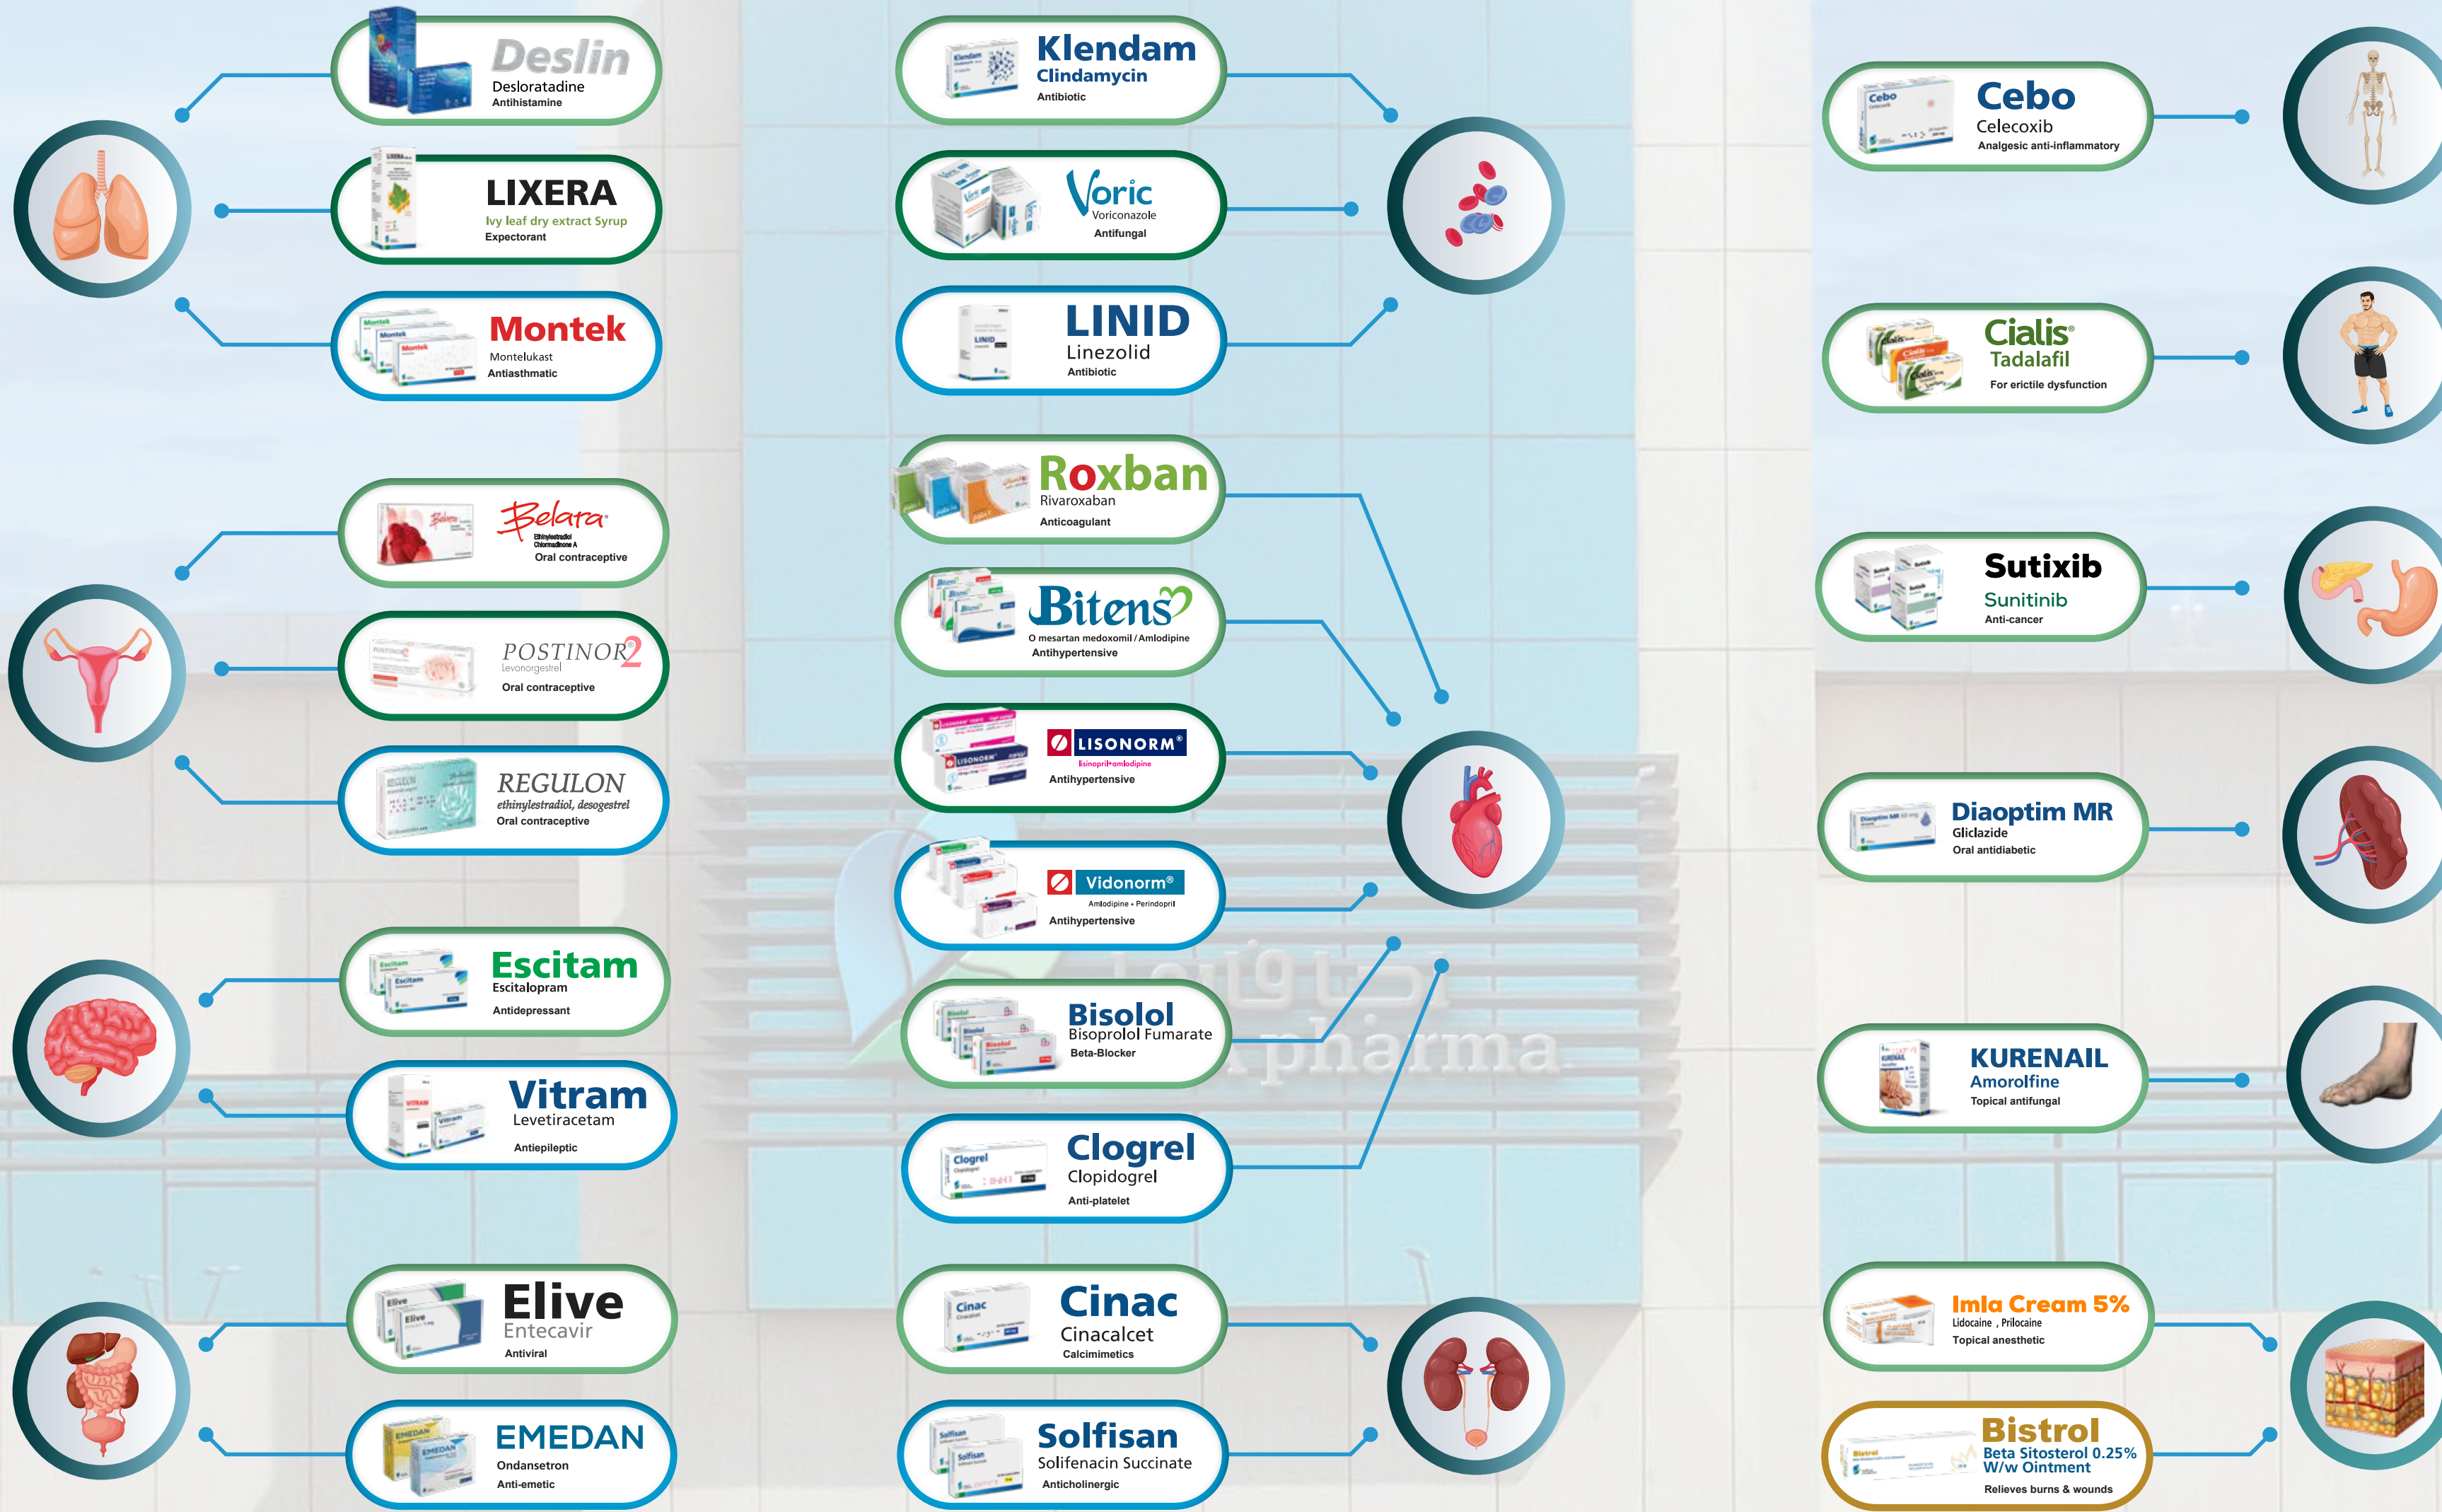 Deslin
Desloratadine
Antihistamine
LIXERA
Ivy leaf dry extract Syrup
Expectorant
Montek
Montelukast
Antiasthmatic
Belara®
Ethinylestradiol
Chlormadinone A
Oral contraceptive
POSTINOR®2
Levonorgestrel
Oral contraceptive
REGULON
ethinylestradiol, desogestrel
Oral contraceptive
Escitam
Escitalopram
Antidepressant
Vitram
Levetiracetam
Antiepileptic
Elive
Entecavir
Antiviral
EMEDAN
Ondansetron
Anti-emetic
Klendam
Clindamycin
Antibiotic
Voric
Voriconazole
Antifungal
LINID
Linezolid
Antibiotic
Roxban
Rivaroxaban
Anticoagulant
Bitens
O mesartan medoxomil / Amlodipine
Antihypertensive
LISONORM®
lisinopril•amlodipine
Antihypertensive
Vidonorm®
Amlodipine • Perindopril
Antihypertensive
Bisolol
Bisoprolol Fumarate
Beta-Blocker
Clogrel
Clopidogrel
Anti-platelet
pharma
Cinac
Cinacalcet
Calcimimetics
Solfisan
Solifenacin Succinate
Anticholinergic
Cebo
Celecoxib
Analgesic anti-inflammatory
Cialis®
Tadalafil
For erictile dysfunction
Sutixib
Sunitinib
Anti-cancer
Diaoptim MR
Gliclazide
Oral antidiabetic
KURENAIL
Amorolfine
Topical antifungal
Imla Cream 5%
Lidocaine , Prilocaine
Topical anesthetic
Bistrol
Beta Sitosterol 0.25%
W/w Ointment
Relieves burns & wounds